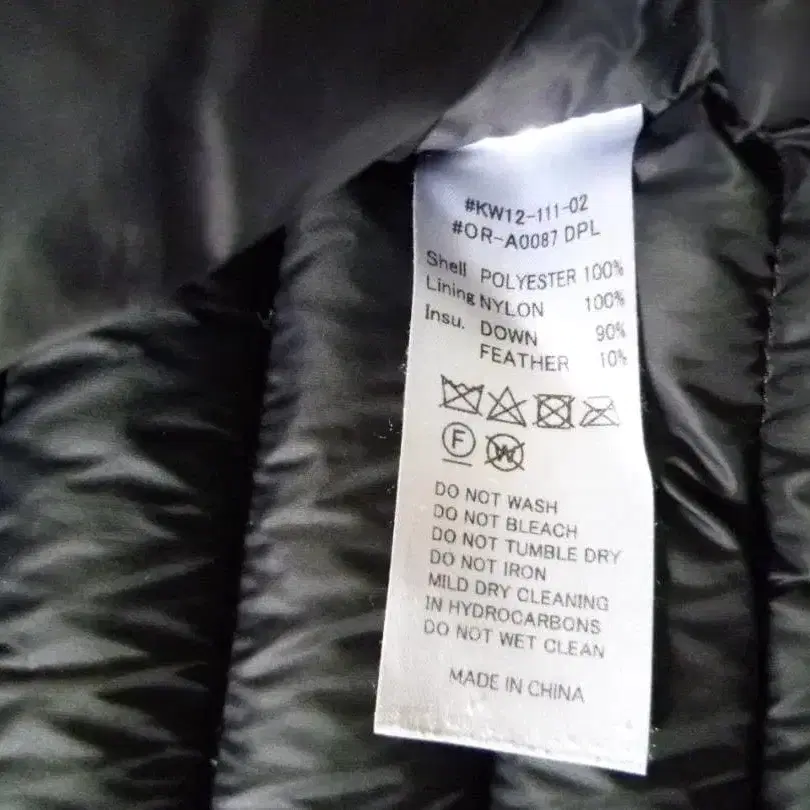 #KW12-111-02
#OR-A0087 DPL
Shell POLYESTER 100%
Lining NYLON 100%
Insu. DOWN 90%
FEATHER 10%
F W
DO NOT WASH
DO NOT BLEACH
DO NOT TUMBLE DRY
DO NOT IRON
MILD DRY CLEANING
IN HYDROCARBONS
DO NOT WET CLEAN
MADE IN CHINA